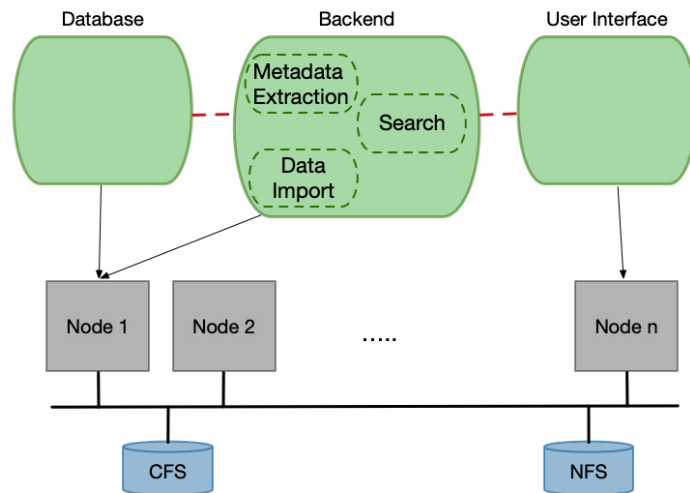 Database
Backend
User Interface
Metadata
Extraction
Search
Data
Import
Node 1
Node 2
.....
Node n
CFS
NFS